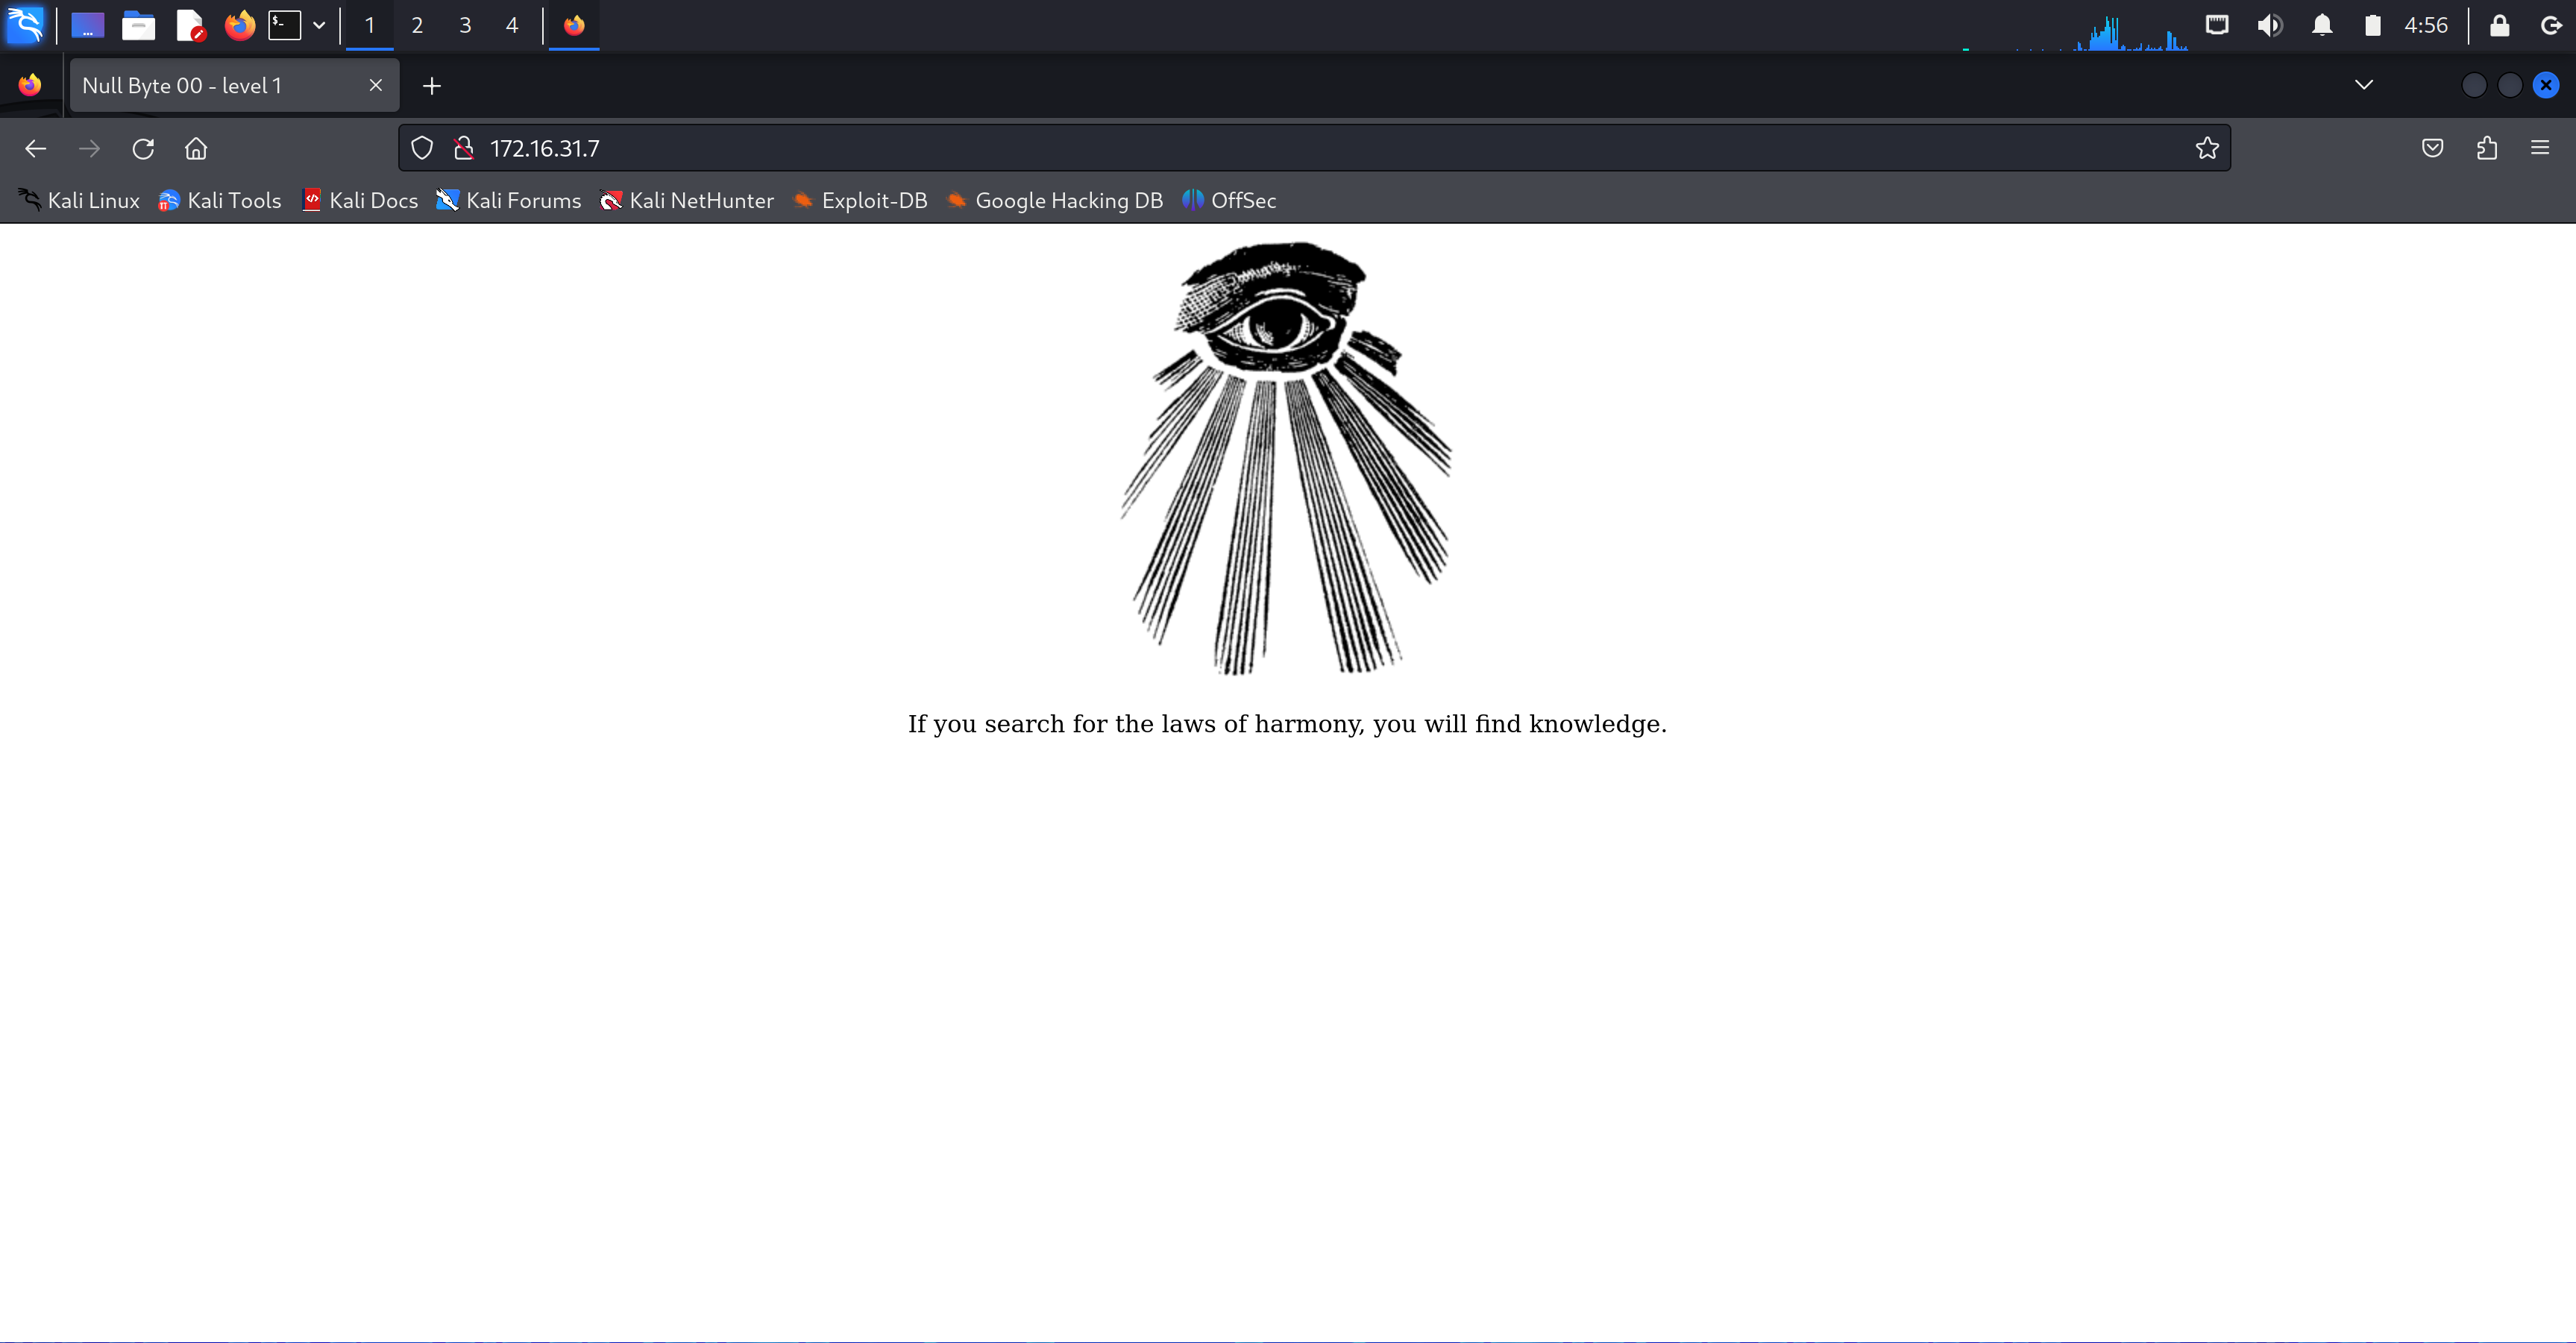 1 2 3 4 4:56
Null Byte 00 - level 1
172.16.31.7
Kali Linux Kali Tools Kali Docs Kali Forums Kali NetHunter Exploit-DB Google Hacking DB OffSec
If you search for the laws of harmony, you will find knowledge.